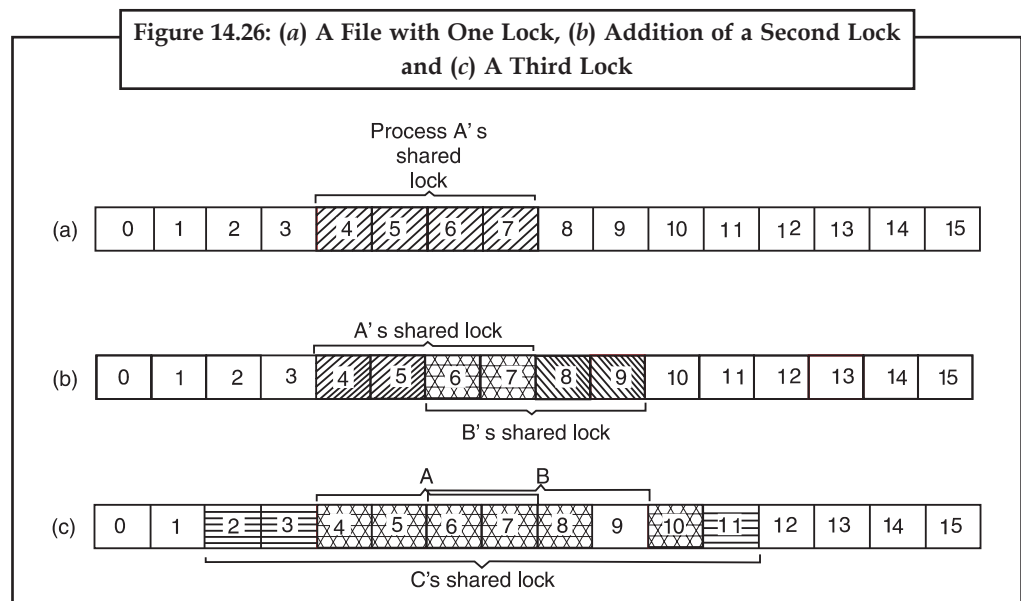 Figure 14.26: (a) A File with One Lock, (b) Addition of a Second Lock
and (c) A Third Lock
Process A's
shared
lock
(a) 0 1 2 3 4 5 6 7 8 9 10 11 12 13 14 15
A's shared lock
(b) 0 1 2 3 4 5 6 7 8 9 10 11 12 13 14 15
B's shared lock
A B
(c) 0 1 2 3 4 5 6 7 8 9 10 11 12 13 14 15
C's shared lock